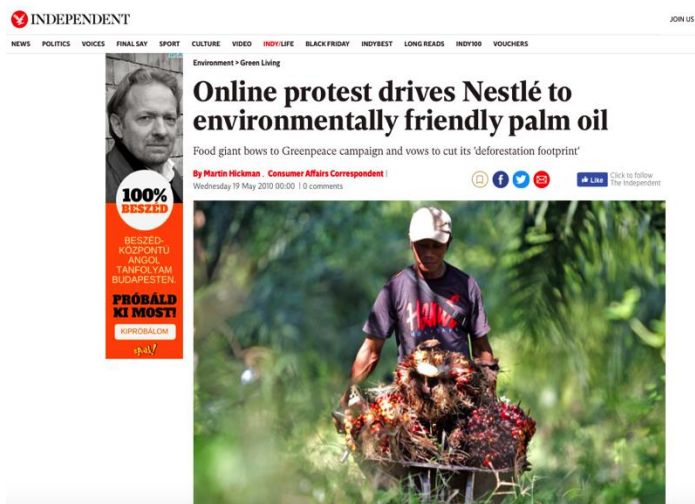 INDEPENDENT
JOIN US
NEWS POLITICS VOICES FINAL SAY SPORT CULTURE VIDEO INDY/LIFE BLACK FRIDAY INDYBEST LONG READS INDY100 VOUCHERS
Environment > Green Living
Online protest drives Nestlé to
environmentally friendly palm oil
Food giant bows to Greenpeace campaign and vows to cut its 'deforestation footprint'
By Martin Hickman, Consumer Affairs Correspondent |
Wednesday 19 May 2010 00:00 | 0 comments
Like
Click to follow
The Independent
100%
BESZÉD
BESZÉD-
KÖZPONTÚ
ANGOL
TANFOLYAM
BUDAPESTEN.
PRÓBÁLD
KI MOST!
KIPRÓBÁLOM